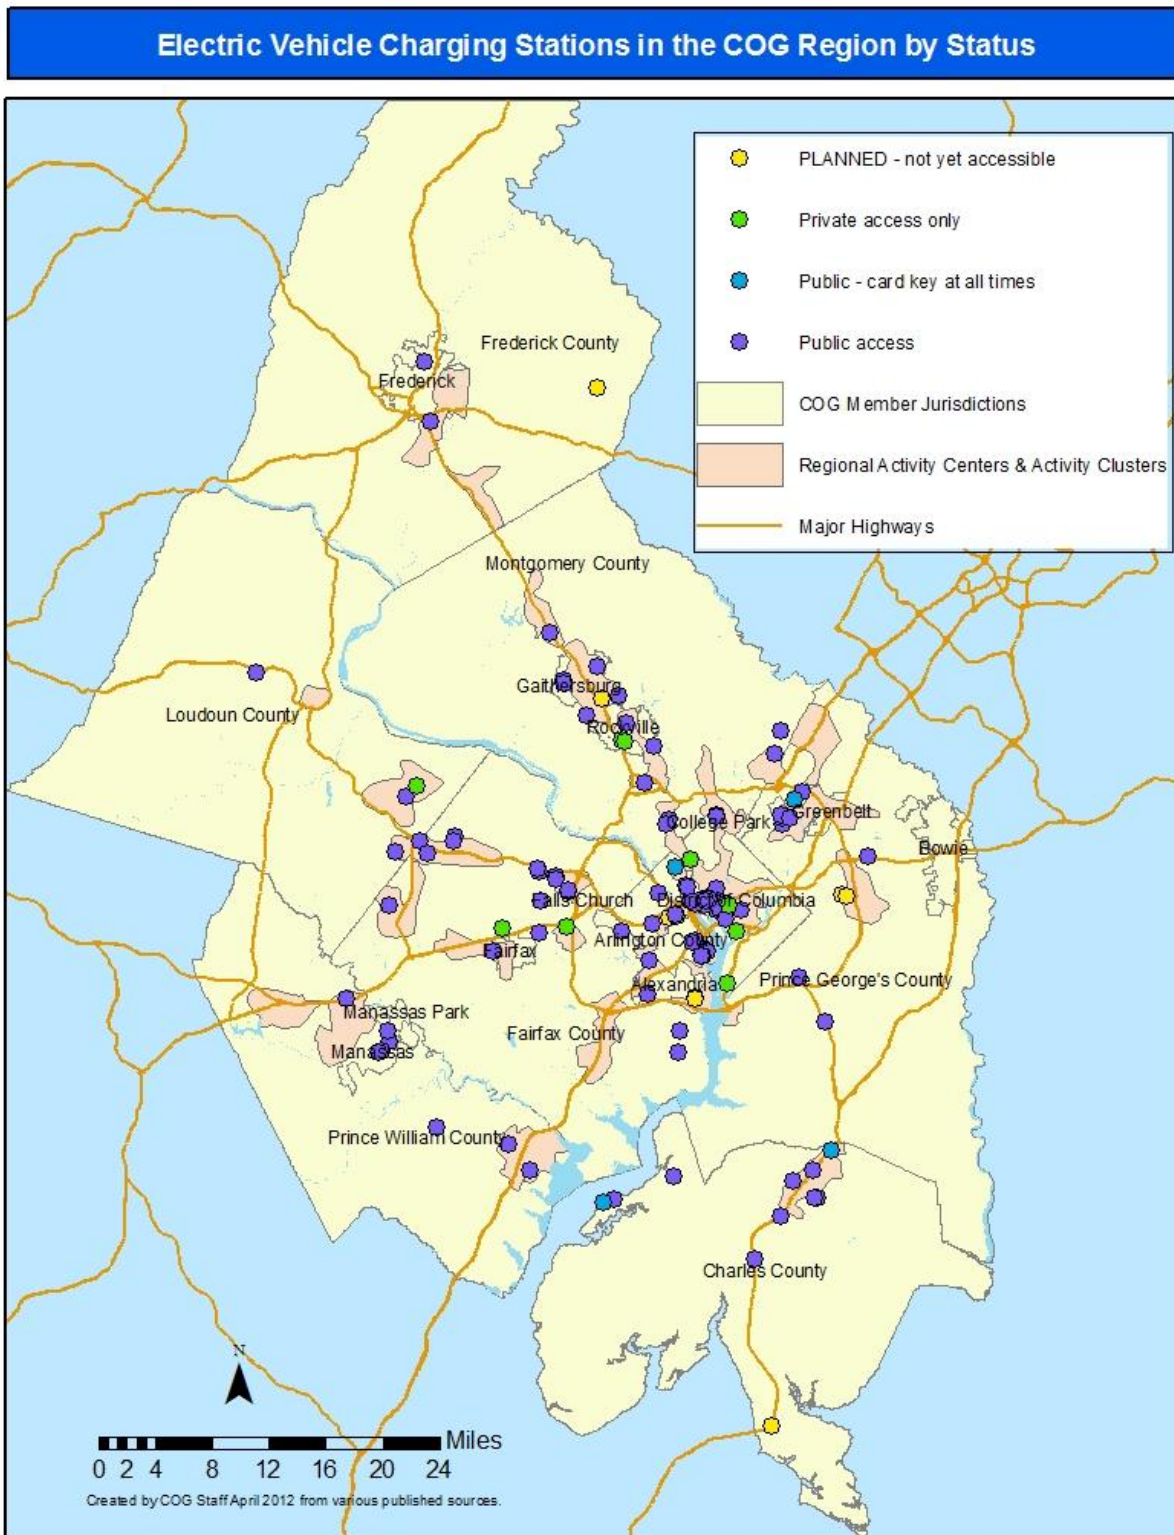 Electric Vehicle Charging Stations in the COG Region by Status
PLANNED - not yet accessible
Private access only
Public - card key at all times
Public access
COG Member Jurisdictions
Regional Activity Centers & Activity Clusters
Major Highways
Frederick County
Frederick
Montgomery County
Gaithersburg
Loudoun County
Rockville
College Park
Greenbelt
Bowie
Falls Church
District of Columbia
Arlington County
Fairfax
Prince George's County
Alexandria
Manassas Park
Fairfax County
Manassas
Prince William County
Charles County
N
Miles
0 2 4 8 12 16 20 24
Created by COG Staff April 2012 from various published sources.